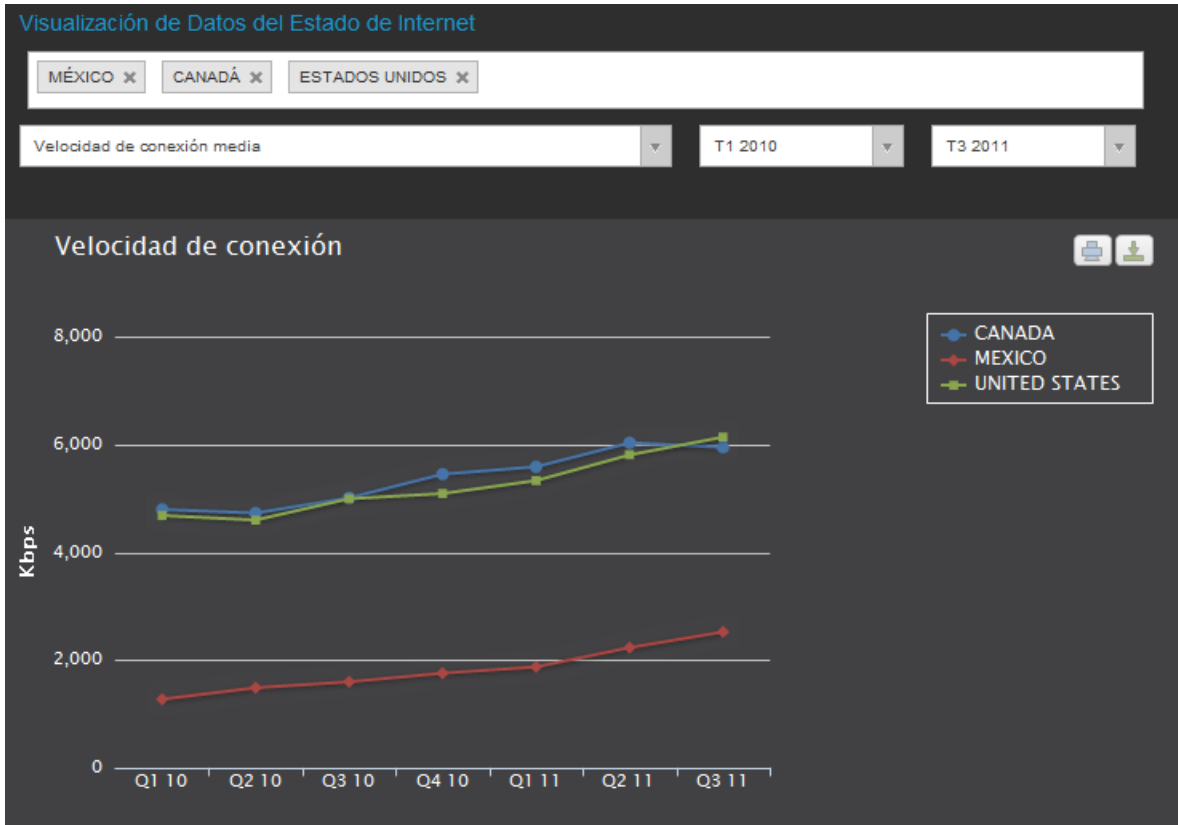 Visualización de Datos del Estado de Internet
MÉXICO ✖ CANADÁ ✖ ESTADOS UNIDOS ✖
Velocidad de conexión media T1 2010 T3 2011
Velocidad de conexión
8,000
6,000
4,000
2,000
0
Kbps
Q1 10 Q2 10 Q3 10 Q4 10 Q1 11 Q2 11 Q3 11
CANADA
MEXICO
UNITED STATES